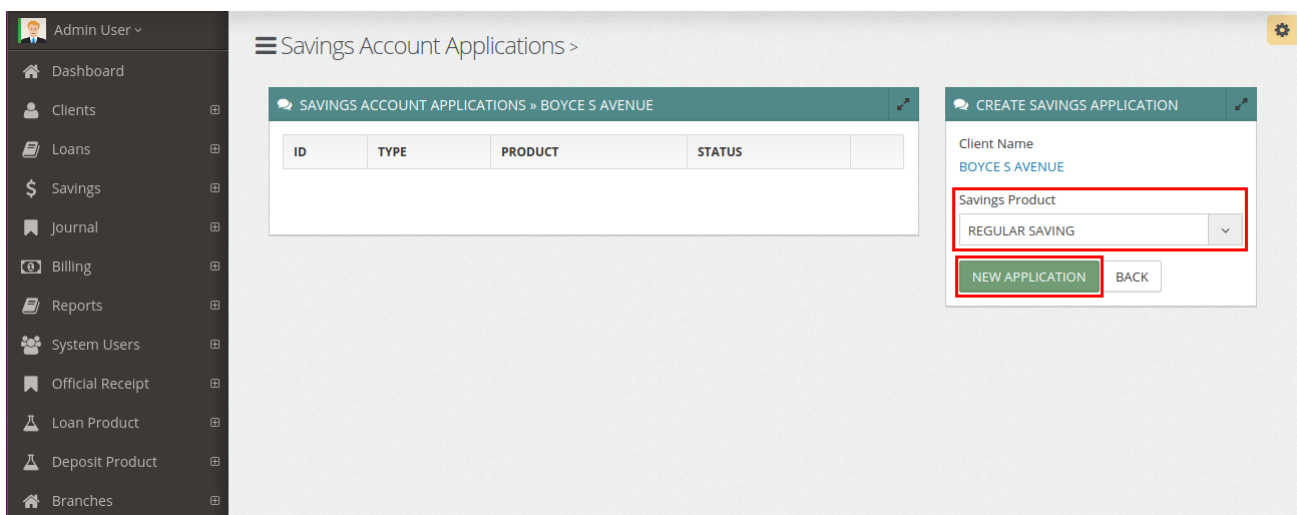 Admin User
Dashboard
Clients
Loans
Savings
Journal
Billing
Reports
System Users
Official Receipt
Loan Product
Deposit Product
Branches
Savings Account Applications >
SAVINGS ACCOUNT APPLICATIONS » BOYCE S AVENUE
ID TYPE PRODUCT STATUS
CREATE SAVINGS APPLICATION
Client Name
BOYCE S AVENUE
Savings Product
REGULAR SAVING
NEW APPLICATION BACK